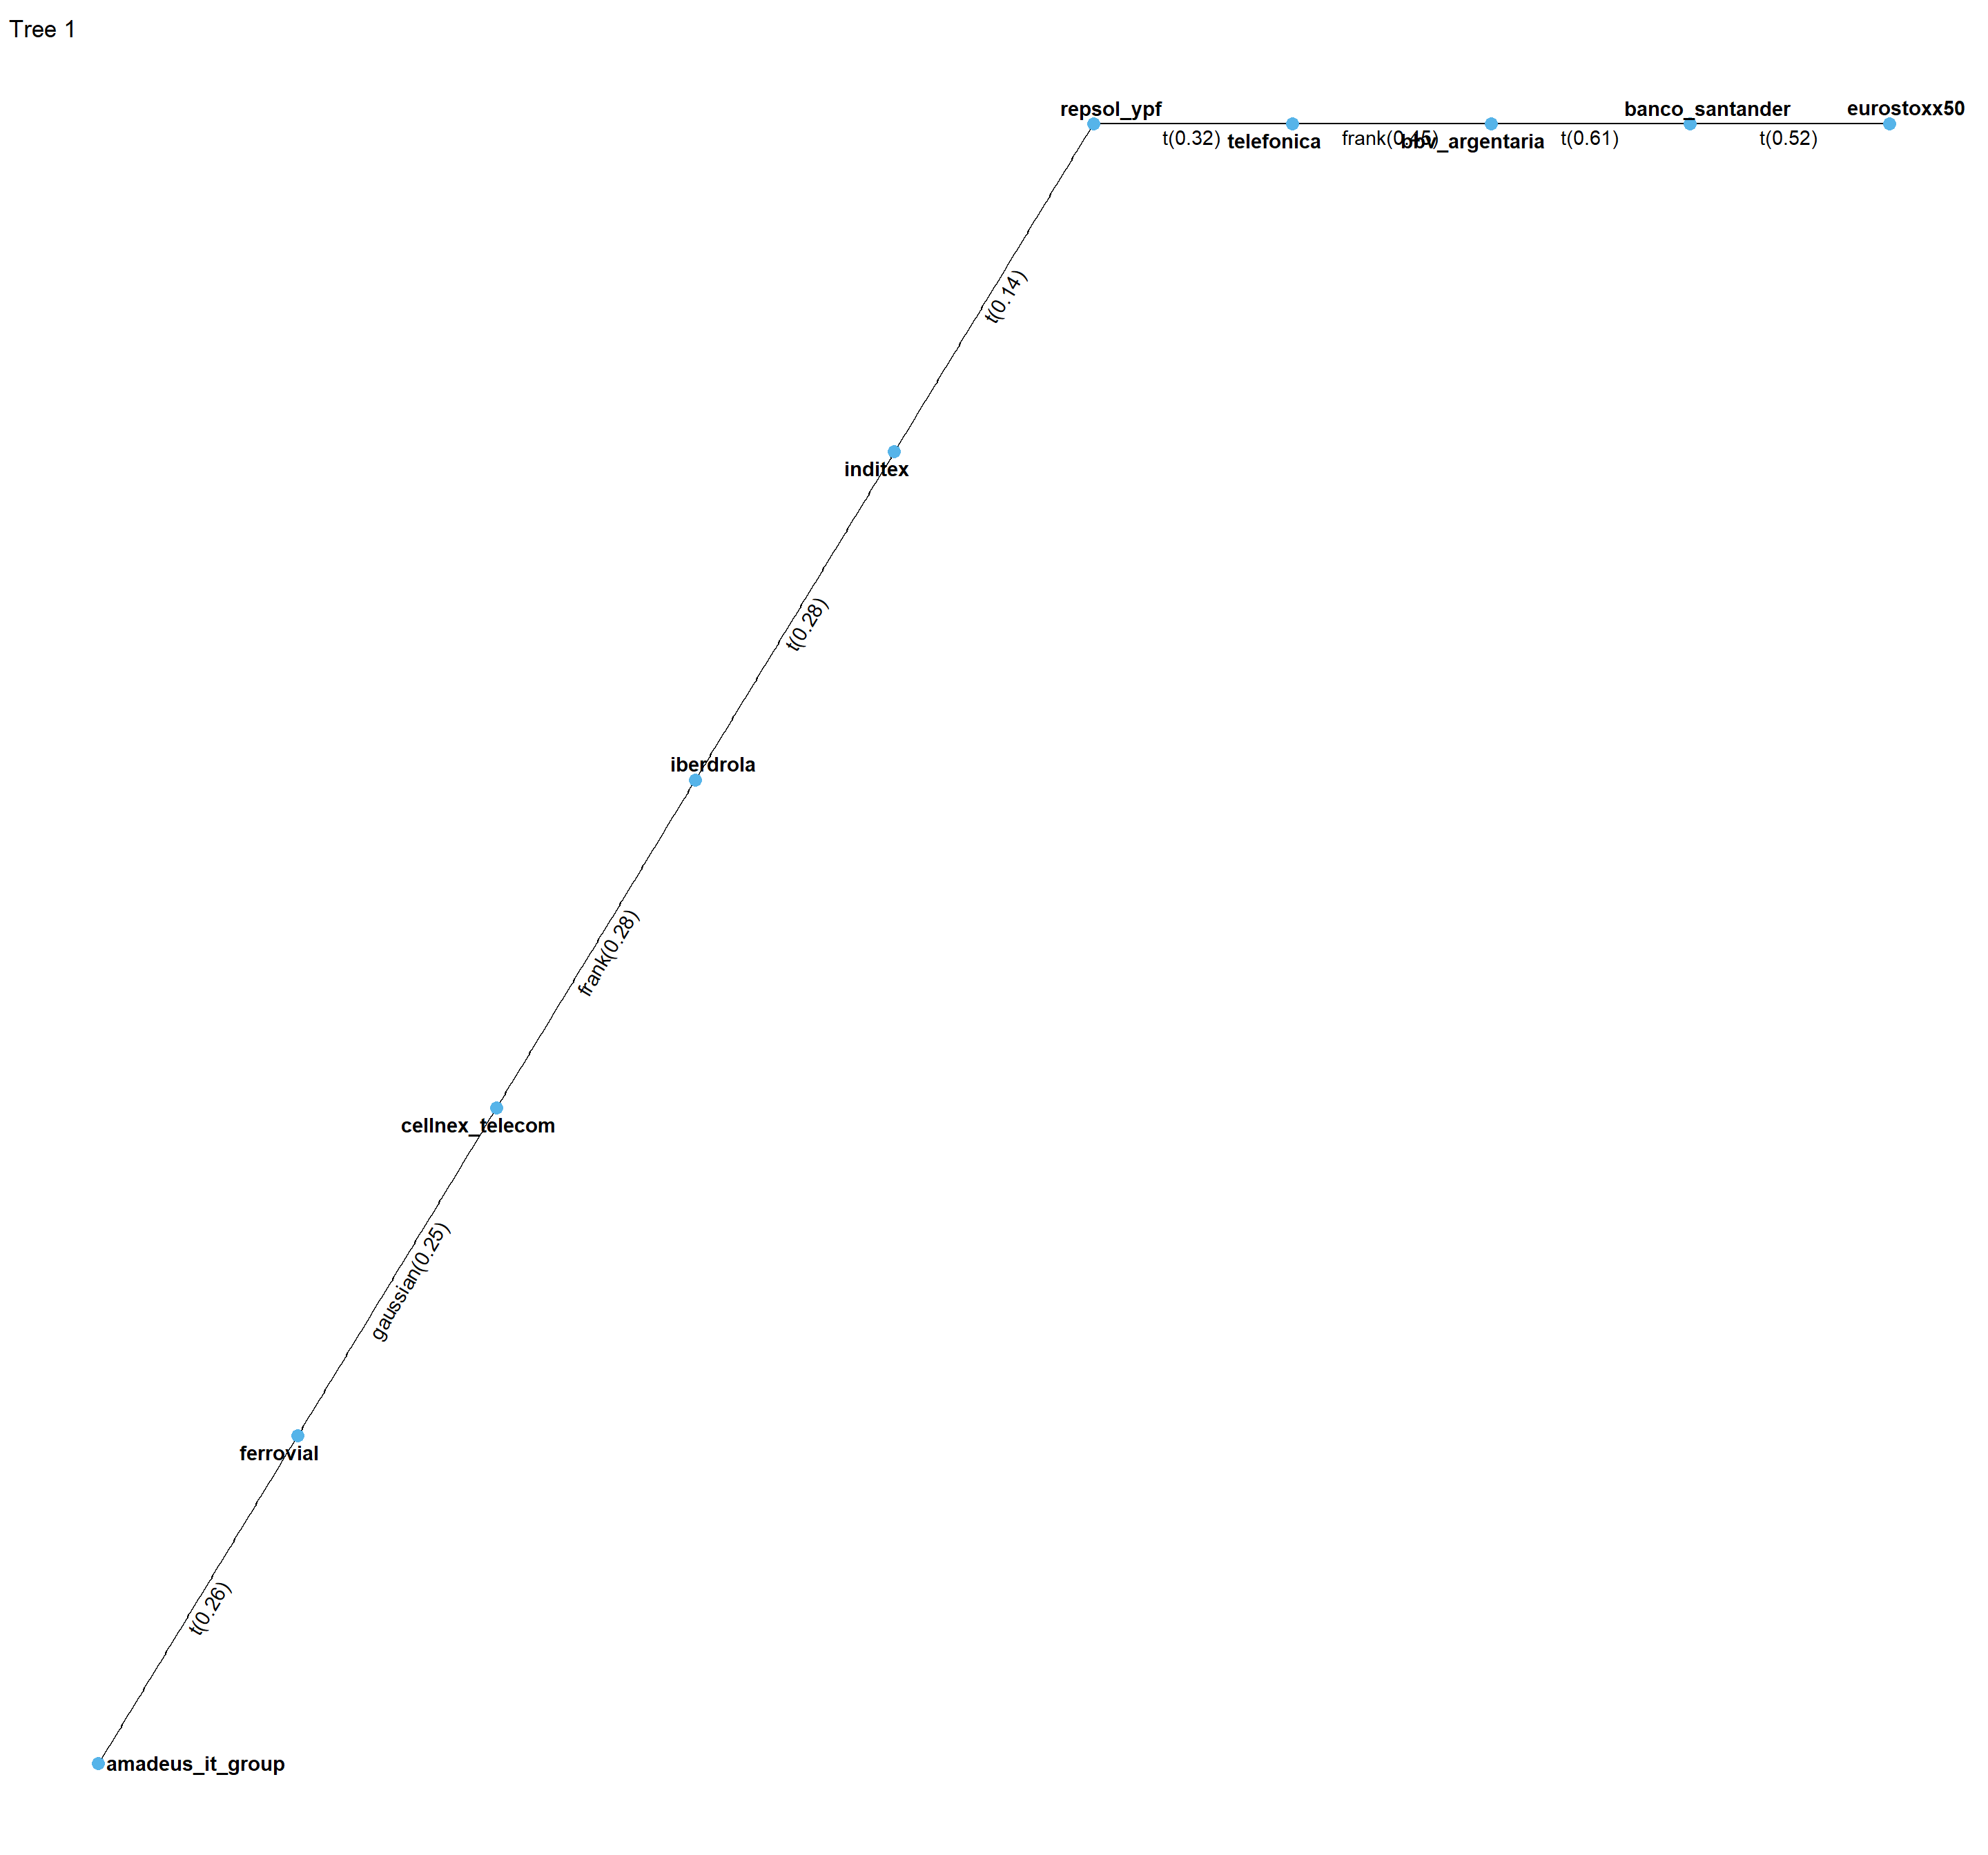 Tree 1
repsol_ypf
banco_santander
eurostoxx50
t(0.32)
telefonica
frank(0.45)
bbv_argentaria
t(0.61)
t(0.52)
t(0.14)
inditex
t(0.28)
iberdrola
frank(0.28)
cellnex_telecom
gaussian(0.25)
ferrovial
t(0.26)
amadeus_it_group